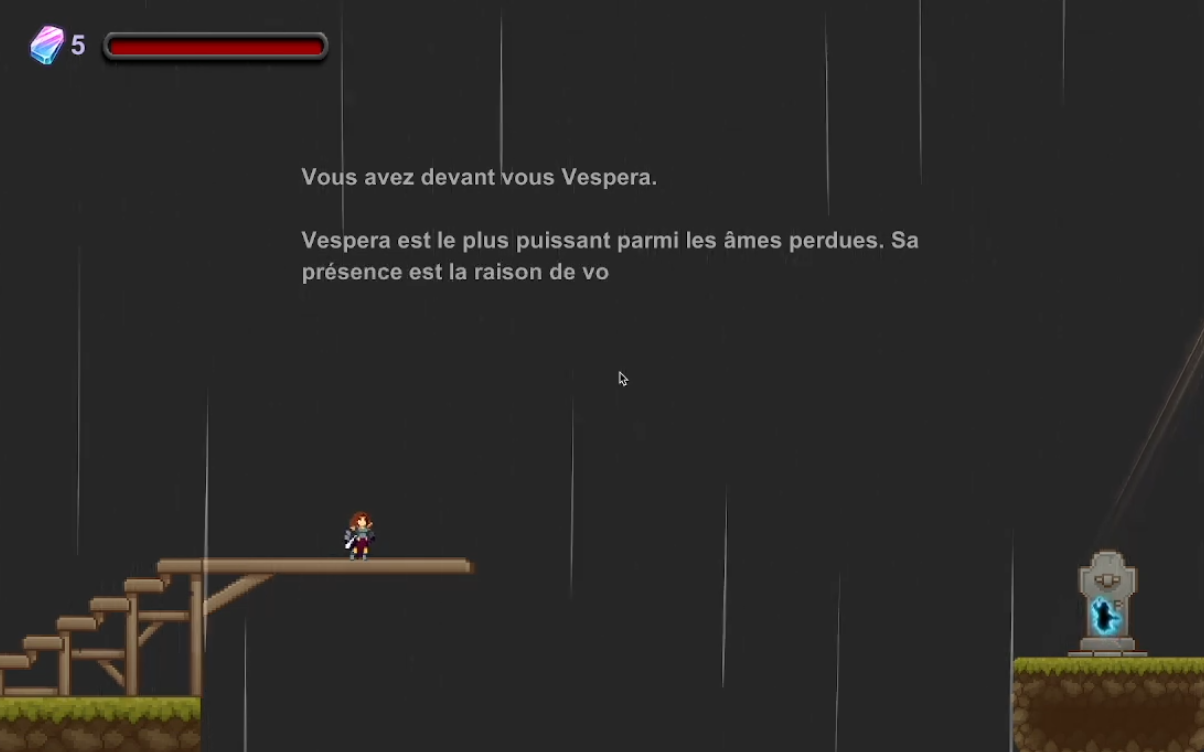 5
Vous avez devant vous Vespera.
Vespera est le plus puissant parmi les âmes perdues. Sa
présence est la raison de vo